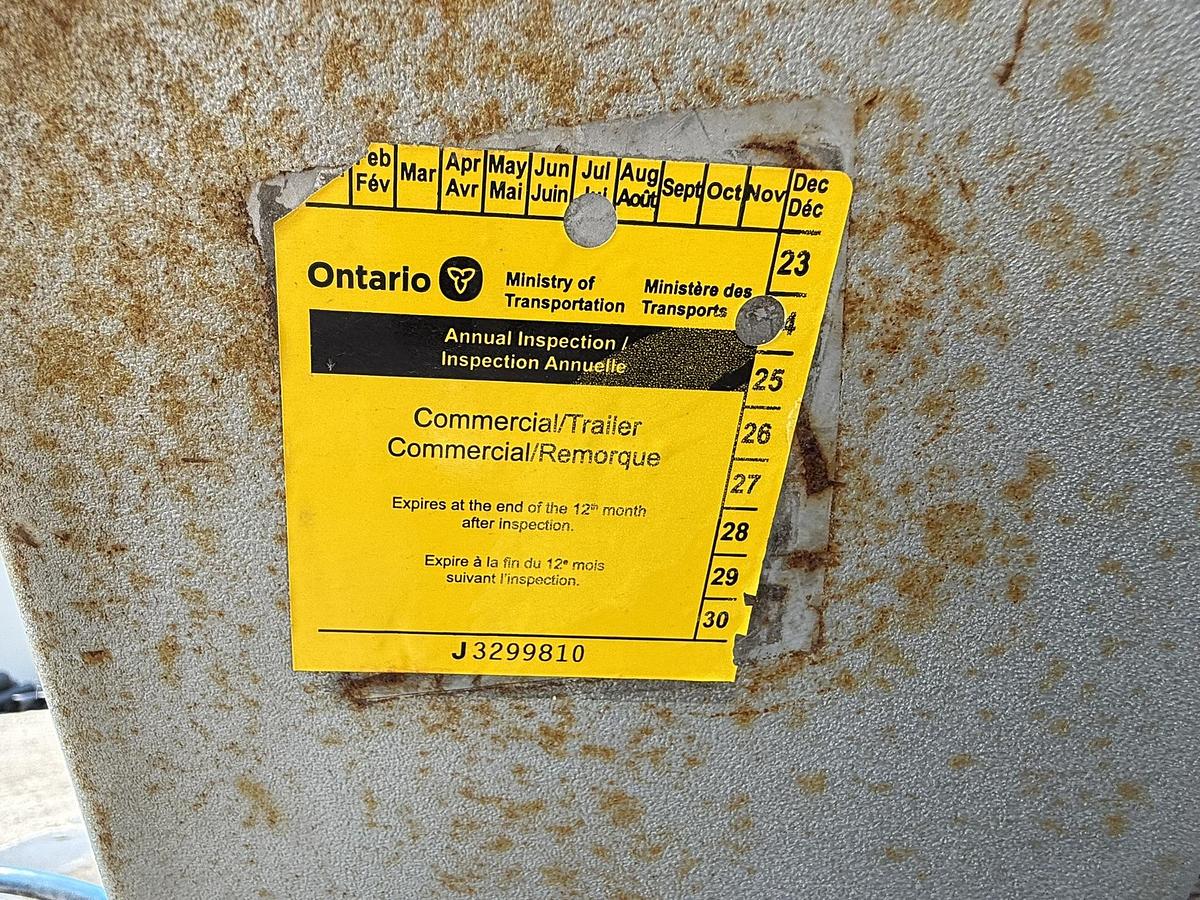 eb Mar Apr May Jun Jul Aug Sept Oct Nov Dec
Fév Avr Mai Juin Août Déc
23
Ontario Ministry of Ministère des
Transportation Transports
4
Annual Inspection /
Inspection Annuelle
25
Commercial/Trailer
Commercial/Remorque
26
27
Expires at the end of the 12th month
after inspection.
28
Expire à la fin du 12e mois
suivant l'inspection.
29
30
J3299810